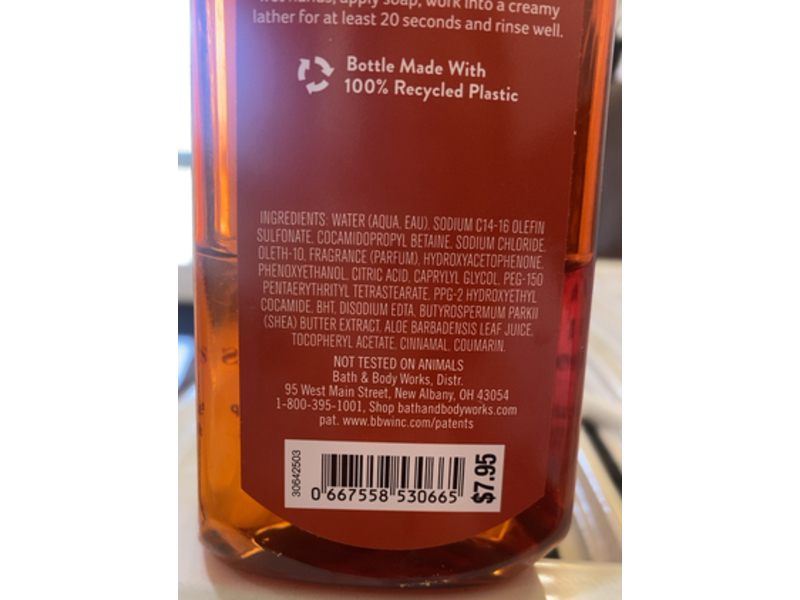 apply soap, work into a creamy
lather for at least 20 seconds and rinse well.
Bottle Made With
100% Recycled Plastic
INGREDIENTS: WATER (AQUA, EAU), SODIUM C14-16 OLEFIN
SULFONATE, COCAMIDOPROPYL BETAINE, SODIUM CHLORIDE,
OLETH-10, FRAGRANCE (PARFUM), HYDROXYACETOPHENONE,
PHENOXYETHANOL, CITRIC ACID, CAPRYLYL GLYCOL, PEG-150
PENTAERYTHRITYL TETRASTEARATE, PPG-2 HYDROXYETHYL
COCAMIDE, BHT, DISODIUM EDTA, BUTYROSPERMUM PARKII
(SHEA) BUTTER EXTRACT, ALOE BARBADENSIS LEAF JUICE,
TOCOPHERYL ACETATE, CINNAMAL, COUMARIN.
NOT TESTED ON ANIMALS
Bath & Body Works, Distr.
95 West Main Street, New Albany, OH 43054
1-800-395-1001, Shop bathandbodyworks.com
pat. www.bbwinc.com/patents
30642503
0 667558 530665
$7.95